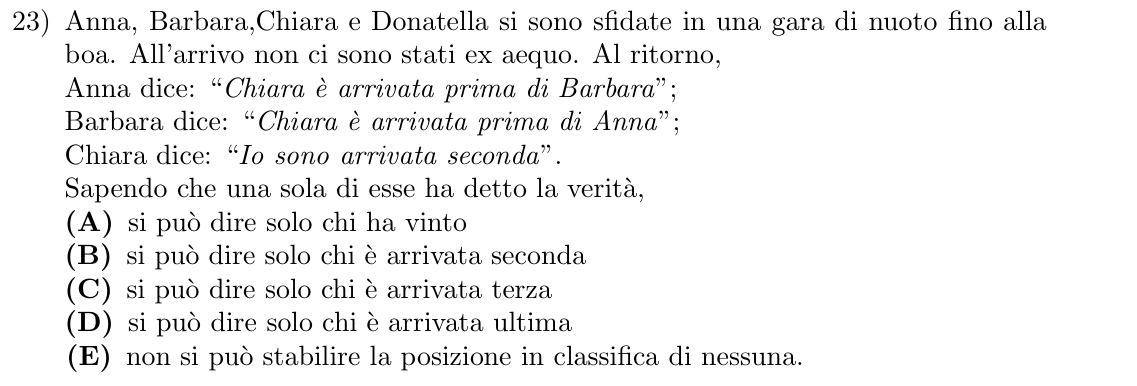 23) Anna, Barbara,Chiara e Donatella si sono sfidate in una gara di nuoto fino alla
boa. All'arrivo non ci sono stati ex aequo. Al ritorno,
Anna dice: “Chiara è arrivata prima di Barbara”;
Barbara dice: “Chiara è arrivata prima di Anna”;
Chiara dice: “Io sono arrivata seconda”.
Sapendo che una sola di esse ha detto la verità,
(A) si può dire solo chi ha vinto
(B) si può dire solo chi è arrivata seconda
(C) si può dire solo chi è arrivata terza
(D) si può dire solo chi è arrivata ultima
(E) non si può stabilire la posizione in classifica di nessuna.